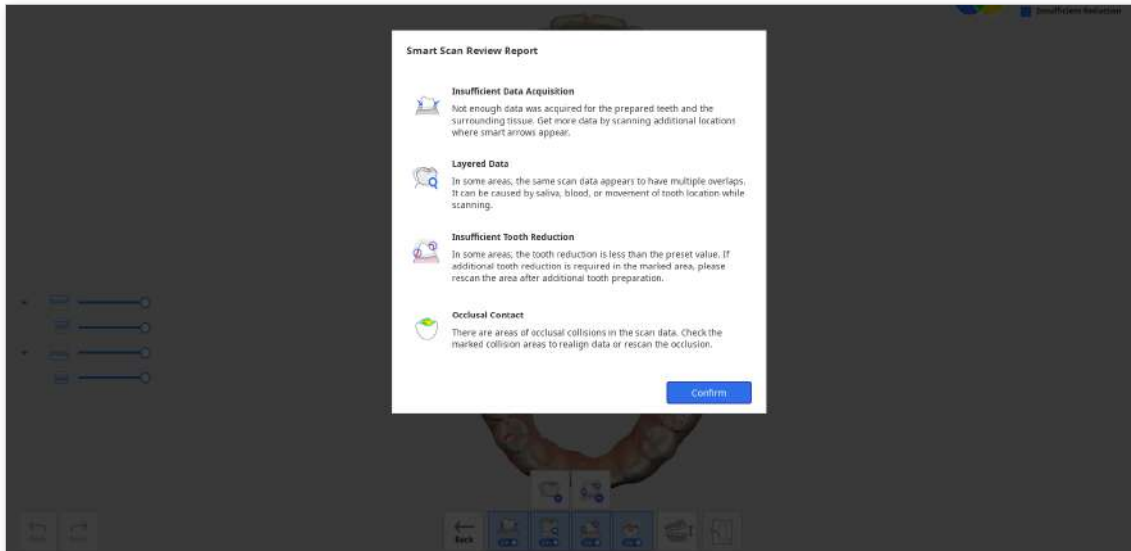 Insufficient Reduction
Smart Scan Review Report
Insufficient Data Acquisition
Not enough data was acquired for the prepared teeth and the
surrounding tissue. Get more data by scanning additional locations
where smart arrows appear.
Layered Data
In some areas, the same scan data appears to have multiple overlaps.
It can be caused by saliva, blood, or movement of tooth location while
scanning.
Insufficient Tooth Reduction
In some areas, the tooth reduction is less than the preset value. If
additional tooth reduction is required in the marked area, please
rescan the area after additional tooth preparation.
Occlusal Contact
There are areas of occlusal collisions in the scan data. Check the
marked collision areas to realign data or rescan the occlusion.
Confirm
Back